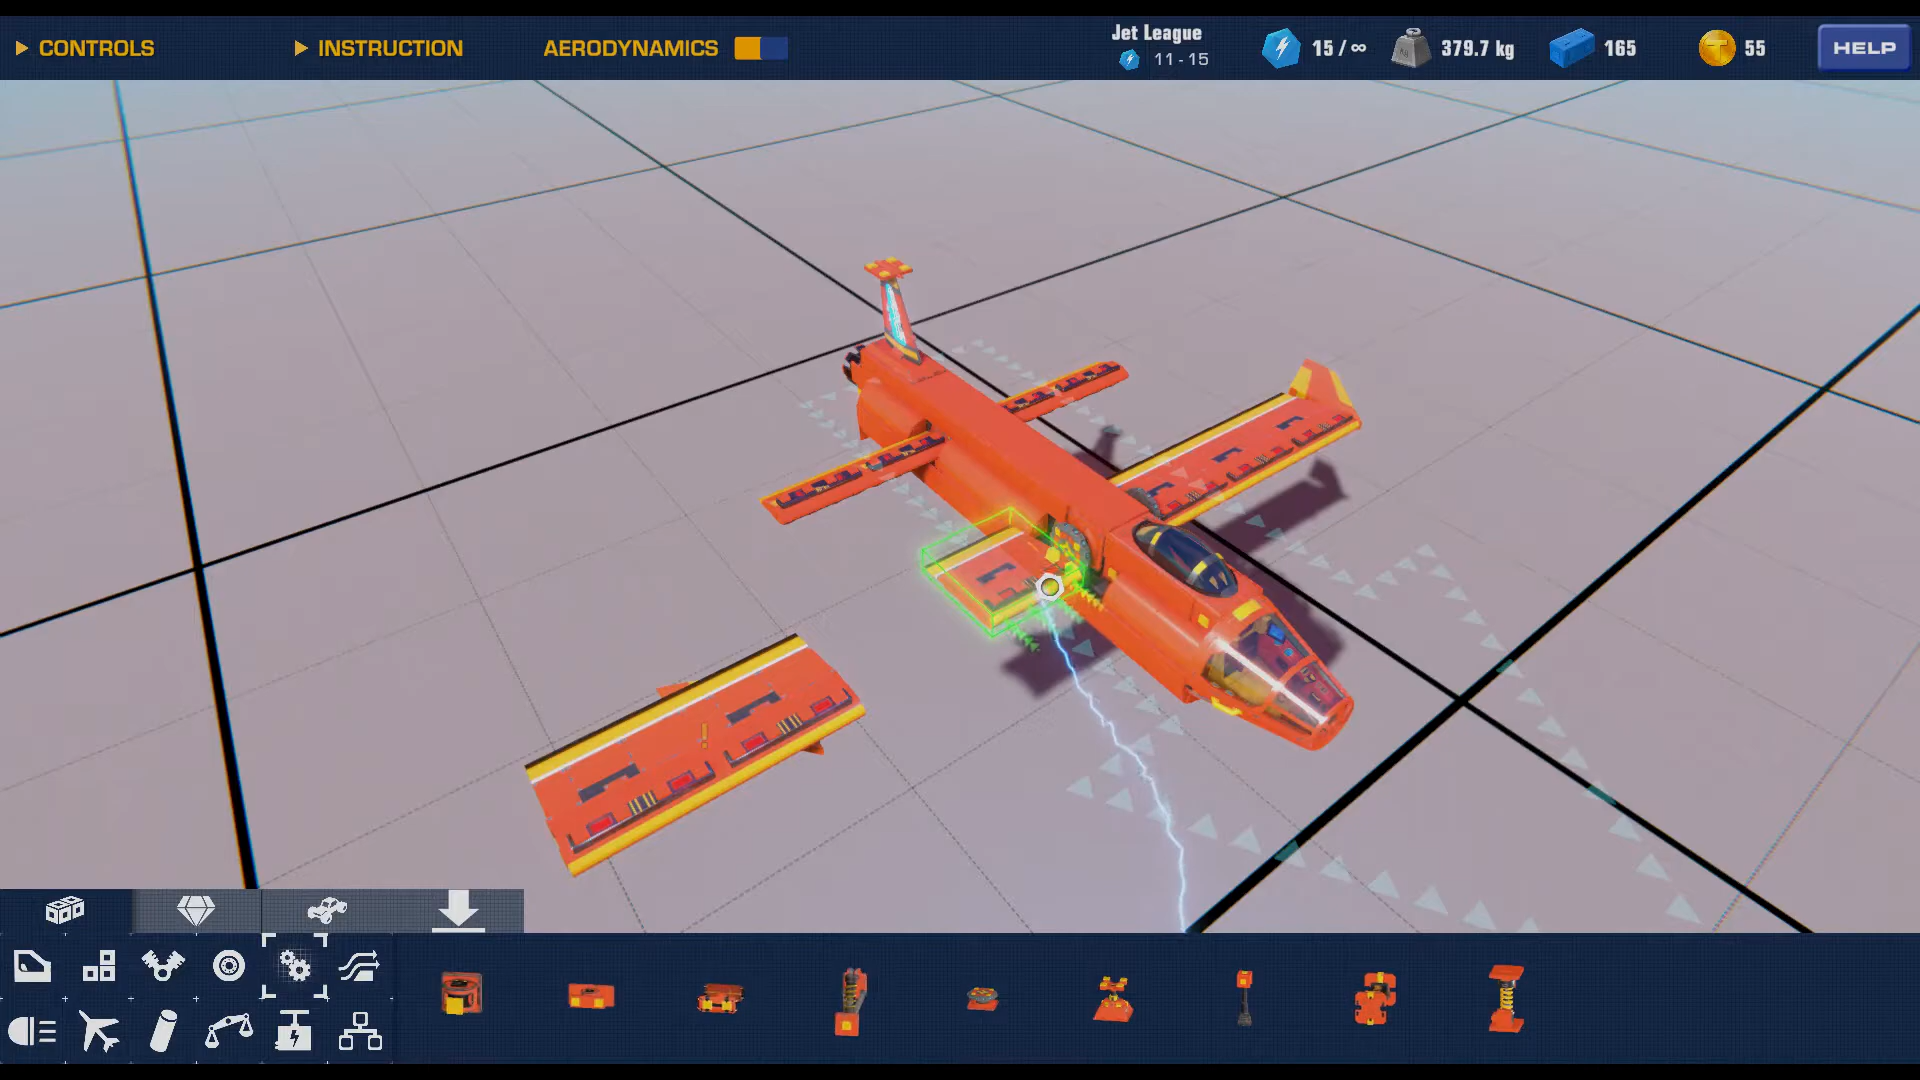 CONTROLS
INSTRUCTION
AERODYNAMICS
Jet League
11 - 15
15 / ∞
379.7 kg
165
55
HELP